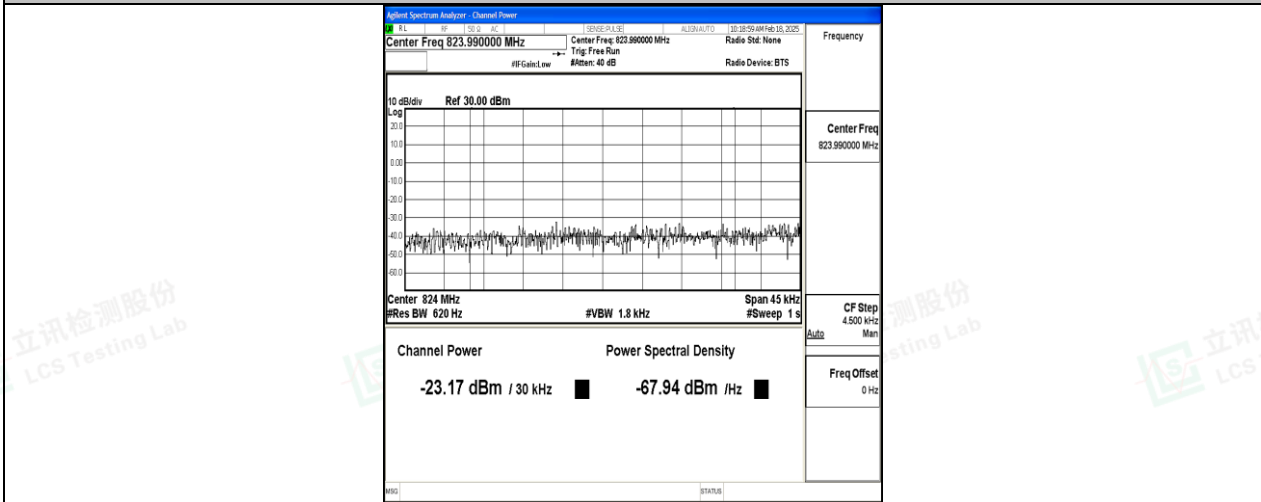 Agilent Spectrum Analyzer - Channel Power
RL RF 50 Ω AC SENSE:PULSE ALIGN AUTO 10:18:59 AM Feb 18, 2025
Center Freq 823.990000 MHz
Center Freq: 823.990000 MHz
Radio Std: None
Trig: Free Run
#IFGain:Low
#Atten: 40 dB
Radio Device: BTS
Frequency
10 dB/div Ref 30.00 dBm
Log
20.0
10.0
0.00
-10.0
-20.0
-30.0
-40.0
-50.0
-60.0
Center Freq
823.990000 MHz
Center 824 MHz
Span 45 kHz
#Res BW 620 Hz
#VBW 1.8 kHz
#Sweep 1 s
CF Step
4.500 kHz
Auto Man
Channel Power
Power Spectral Density
-23.17 dBm / 30 kHz
-67.94 dBm /Hz
Freq Offset
0 Hz
MSG
STATUS
立讯检测股份
LCS Testing Lab